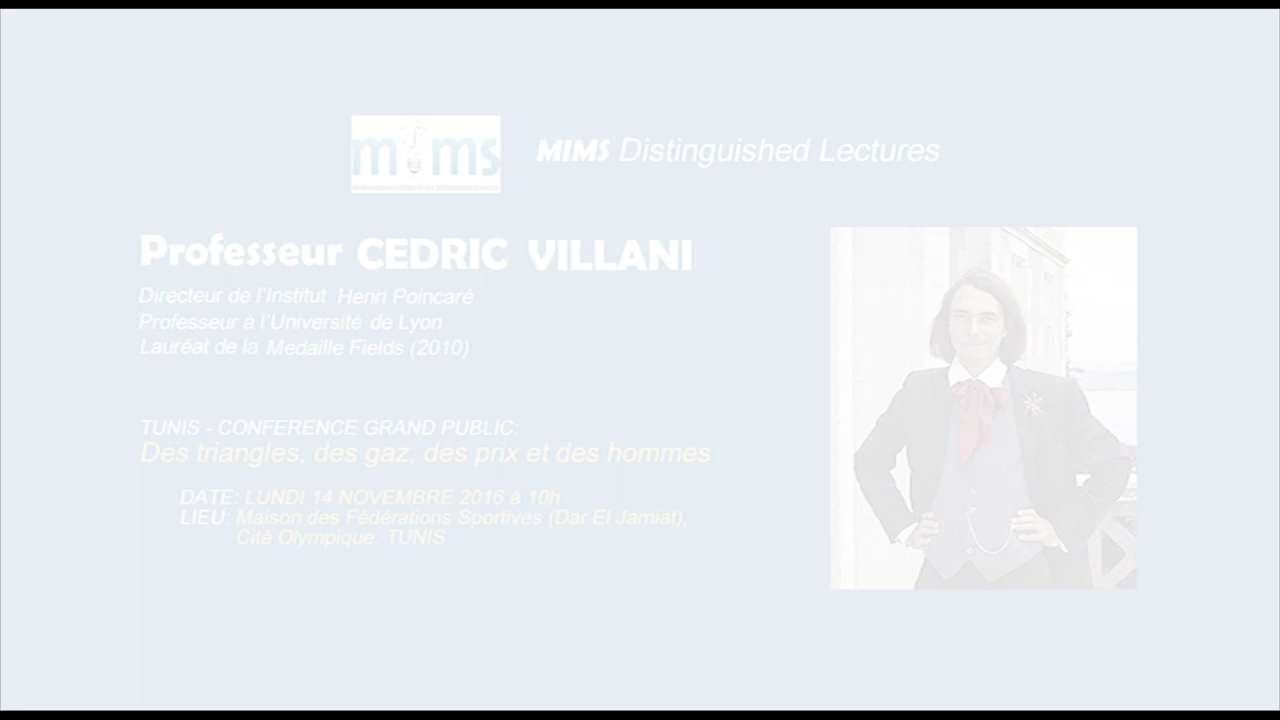 mims
MIMS Distinguished Lectures
Professeur CEDRIC VILLANI
Directeur de l'Institut Henri Poincaré
Professeur à l'Université de Lyon
Lauréat de la Medaille Fields (2010)
TUNIS - CONFERENCE GRAND PUBLIC:
Des triangles, des gaz, des prix et des hommes
DATE: LUNDI 14 NOVEMBRE 2016 à 10h
LIEU: Maison des Fédérations Sportives (Dar El Jamiat),
Cité Olympique, TUNIS